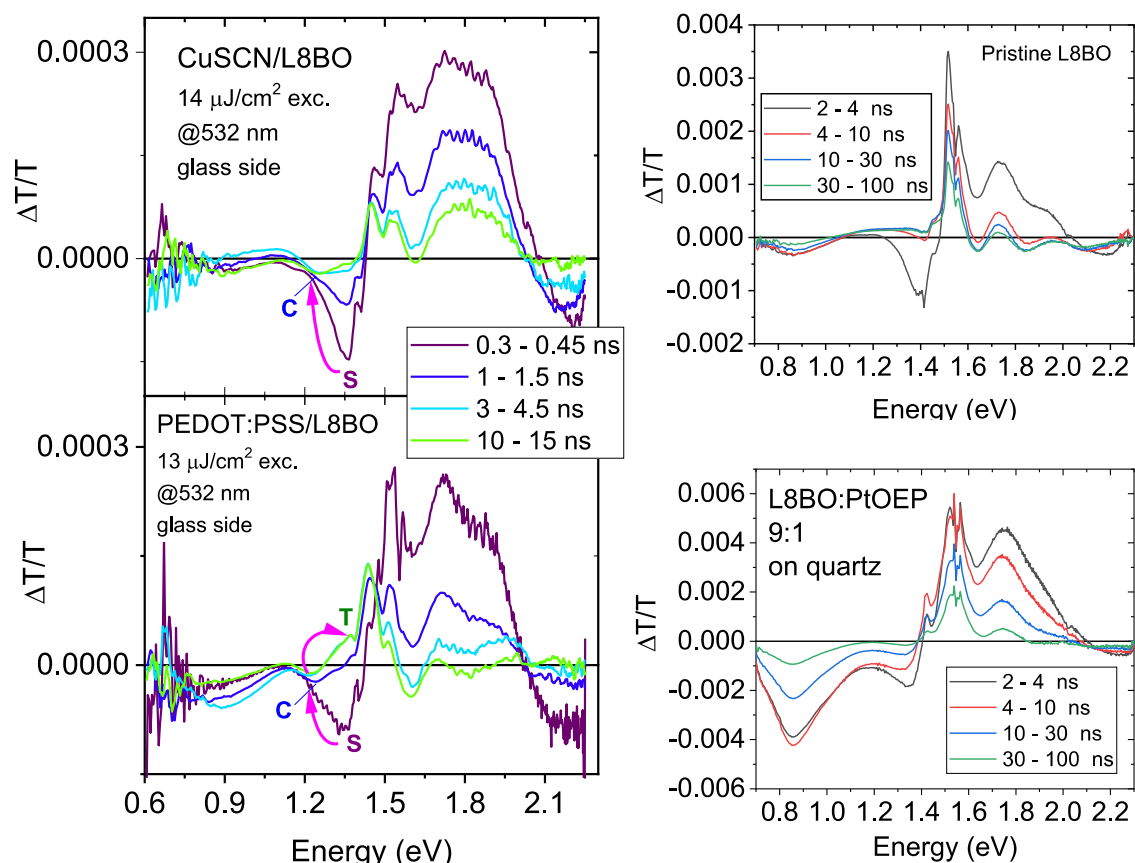 CuSCN/L8BO
14 μJ/cm² exc.
@532 nm
glass side
ΔT/T
0.0003
0.0000
C
S
0.3 - 0.45 ns
1 - 1.5 ns
3 - 4.5 ns
10 - 15 ns
PEDOT:PSS/L8BO
13 μJ/cm² exc.
@532 nm
glass side
ΔT/T
0.0003
0.0000
T
C
S
0.6 0.9 1.2 1.5 1.8 2.1
Energy (eV)
Pristine L8BO
2 - 4 ns
4 - 10 ns
10 - 30 ns
30 - 100 ns
ΔT/T
0.004
0.003
0.002
0.001
0.000
-0.001
-0.002
0.8 1.0 1.2 1.4 1.6 1.8 2.0 2.2
Energy (eV)
L8BO:PtOEP
9:1
on quartz
2 - 4 ns
4 - 10 ns
10 - 30 ns
30 - 100 ns
ΔT/T
0.006
0.004
0.002
0.000
-0.002
-0.004
-0.006
0.8 1.0 1.2 1.4 1.6 1.8 2.0 2.2
Energy (eV)